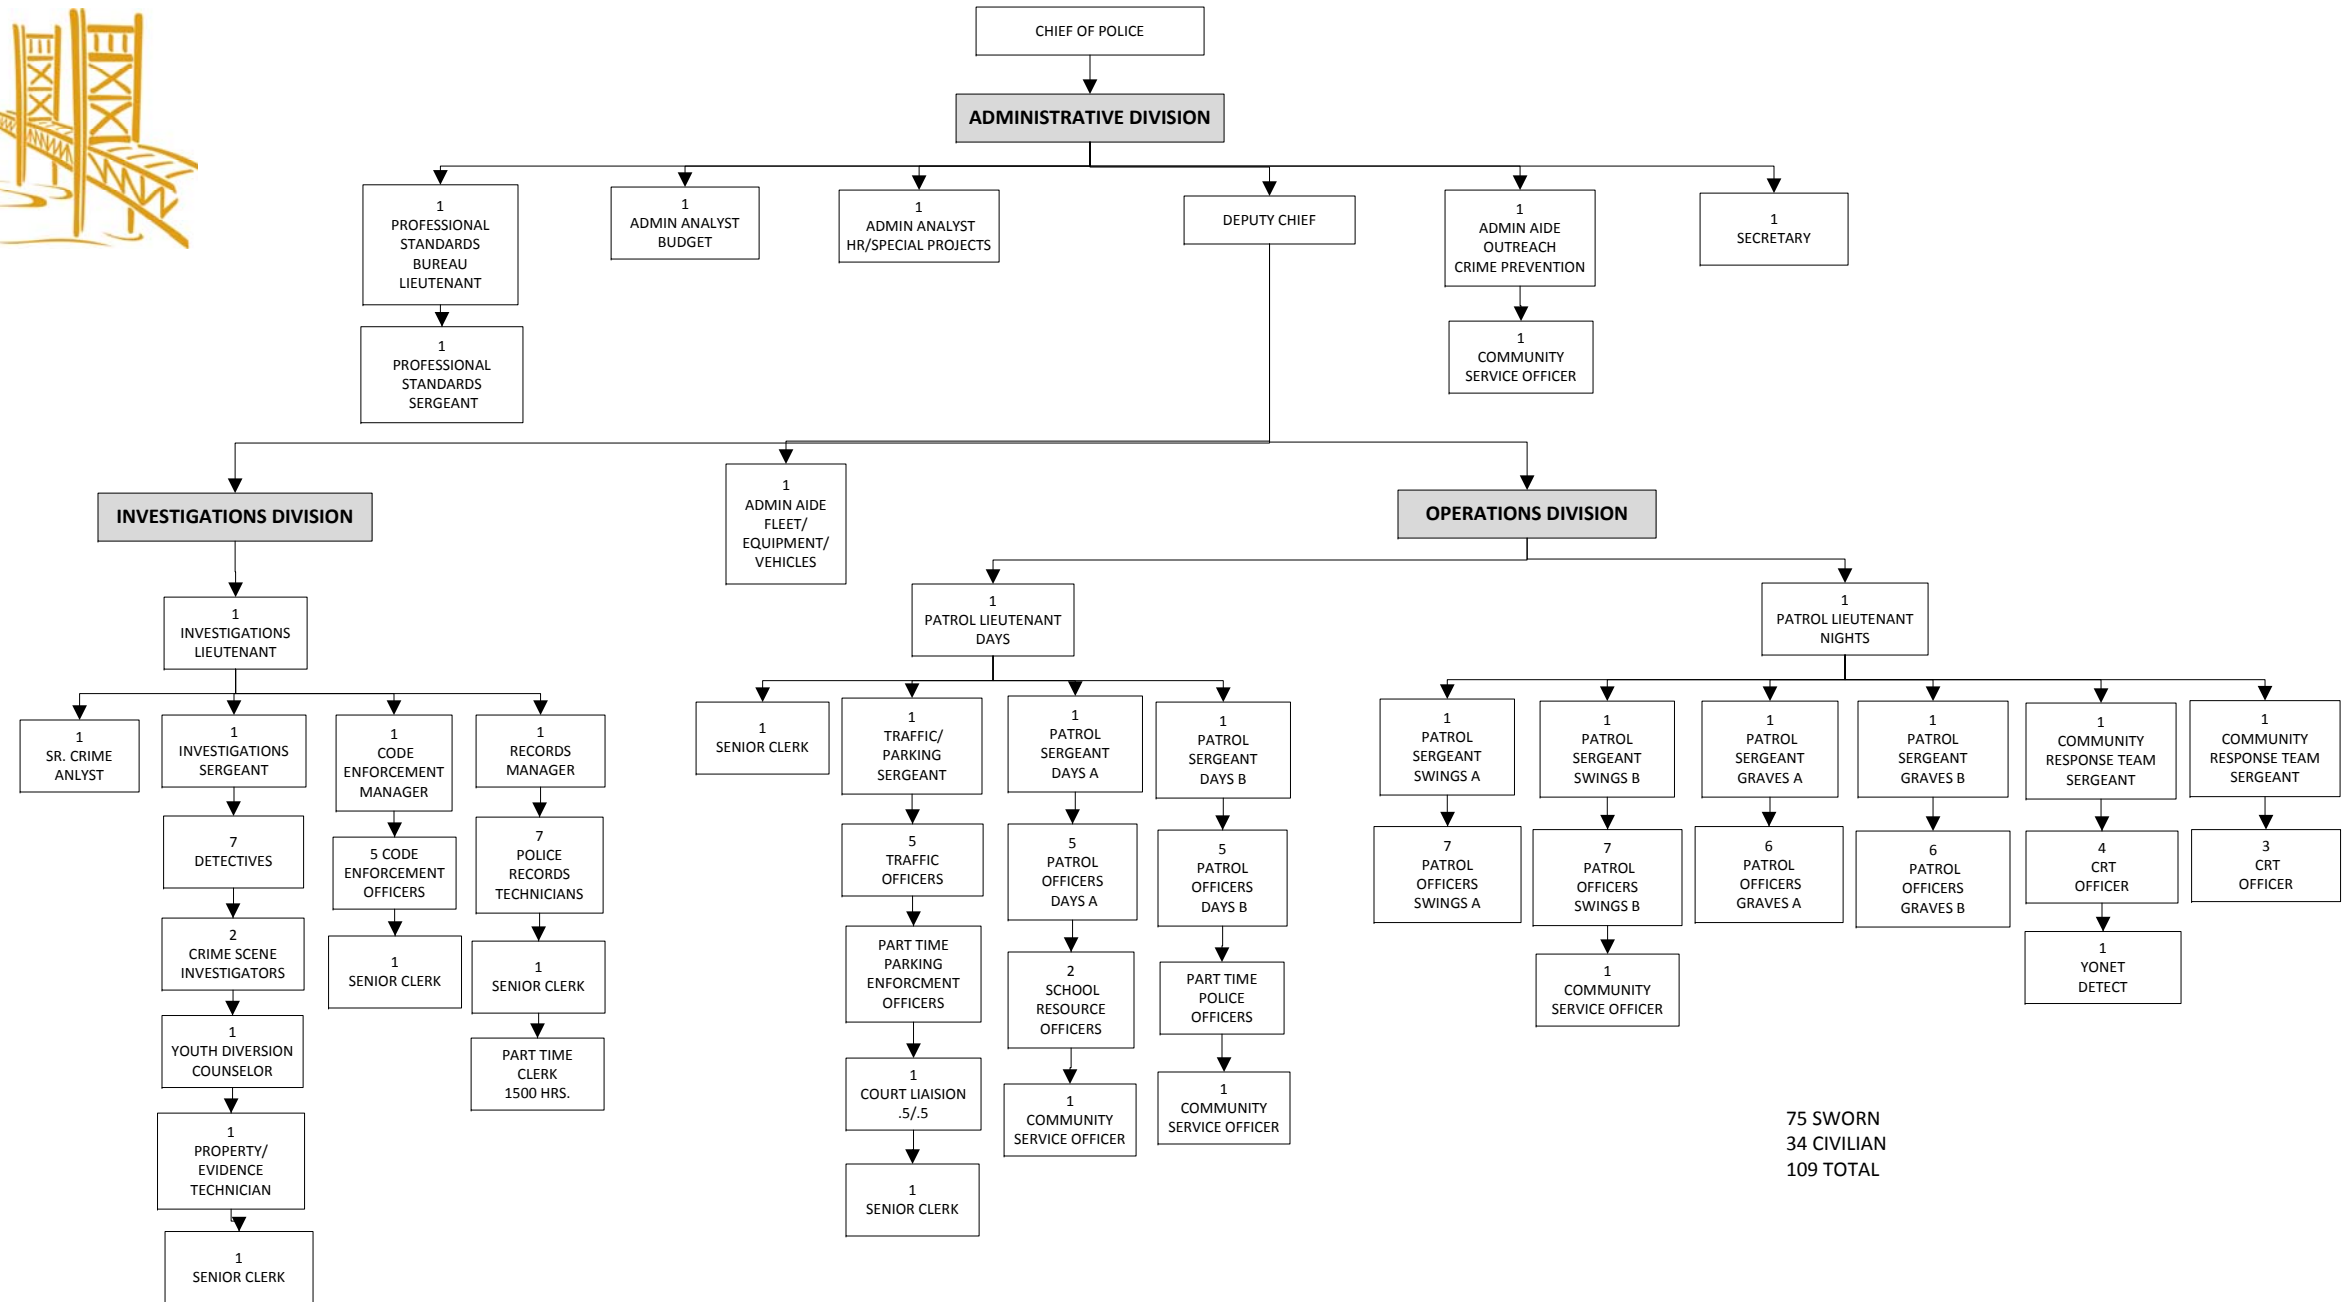 CHIEF OF POLICE
ADMINISTRATIVE DIVISION
1
PROFESSIONAL
STANDARDS
BUREAU
LIEUTENANT
1
ADMIN ANALYST
BUDGET
1
ADMIN ANALYST
HR/SPECIAL PROJECTS
DEPUTY CHIEF
1
ADMIN AIDE
OUTREACH
CRIME PREVENTION
1
SECRETARY
1
PROFESSIONAL
STANDARDS
SERGEANT
1
COMMUNITY
SERVICE OFFICER
INVESTIGATIONS DIVISION
1
ADMIN AIDE
FLEET/
EQUIPMENT/
VEHICLES
OPERATIONS DIVISION
1
INVESTIGATIONS
LIEUTENANT
1
PATROL LIEUTENANT
DAYS
1
PATROL LIEUTENANT
NIGHTS
1
SR. CRIME
ANLYST
1
INVESTIGATIONS
SERGEANT
1
CODE
ENFORCEMENT
MANAGER
1
RECORDS
MANAGER
7
DETECTIVES
5 CODE
ENFORCEMENT
OFFICERS
7
POLICE
RECORDS
TECHNICIANS
2
CRIME SCENE
INVESTIGATORS
1
SENIOR CLERK
1
SENIOR CLERK
1
YOUTH DIVERSION
COUNSELOR
PART TIME
CLERK
1500 HRS.
1
PROPERTY/
EVIDENCE
TECHNICIAN
1
SENIOR CLERK
1
SENIOR CLERK
1
TRAFFIC/
PARKING
SERGEANT
1
PATROL
SERGEANT
DAYS A
1
PATROL
SERGEANT
DAYS B
5
TRAFFIC
OFFICERS
5
PATROL
OFFICERS
DAYS A
5
PATROL
OFFICERS
DAYS B
PART TIME
PARKING
ENFORCMENT
OFFICERS
2
SCHOOL
RESOURCE
OFFICERS
PART TIME
POLICE
OFFICERS
1
COURT LIAISION
.5/.5
1
COMMUNITY
SERVICE OFFICER
1
COMMUNITY
SERVICE OFFICER
1
SENIOR CLERK
1
PATROL
SERGEANT
SWINGS A
1
PATROL
SERGEANT
SWINGS B
1
PATROL
SERGEANT
GRAVES A
1
PATROL
SERGEANT
GRAVES B
1
COMMUNITY
RESPONSE TEAM
SERGEANT
1
COMMUNITY
RESPONSE TEAM
SERGEANT
7
PATROL
OFFICERS
SWINGS A
7
PATROL
OFFICERS
SWINGS B
6
PATROL
OFFICERS
GRAVES A
6
PATROL
OFFICERS
GRAVES B
4
CRT
OFFICER
3
CRT
OFFICER
1
COMMUNITY
SERVICE OFFICER
1
YONET
DETECT
75 SWORN
34 CIVILIAN
109 TOTAL